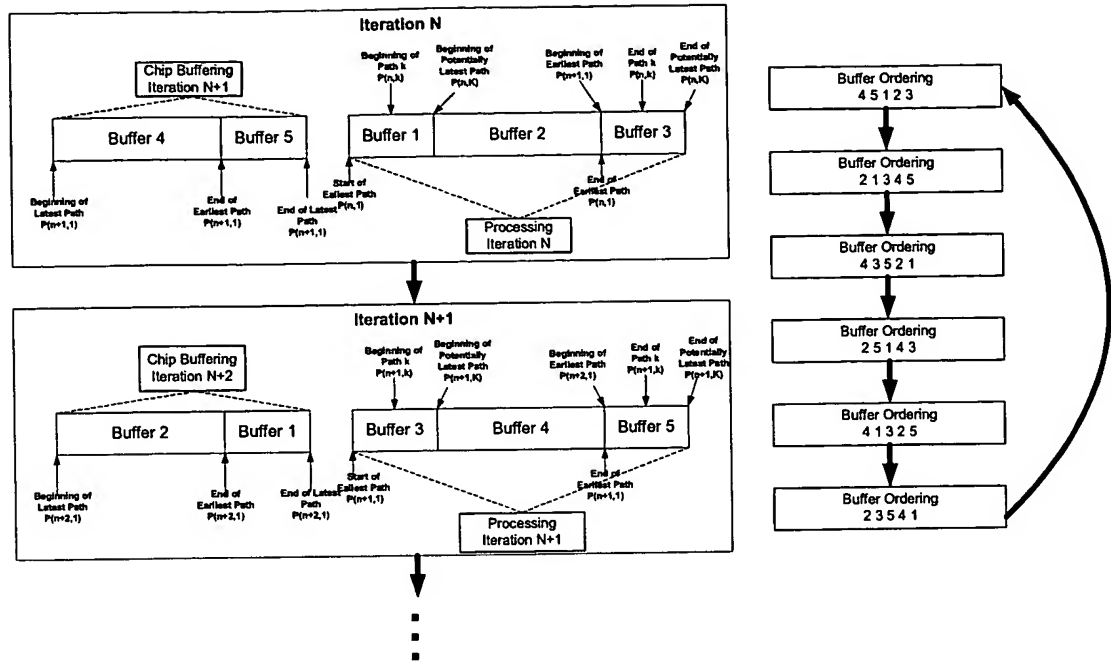 Iteration N
Beginning of
Path k
P(n,k)
Beginning of
Potentially
Latest Path
P(n,K)
Beginning of
Earliest Path
P(n+1,1)
End of
Path k
P(n,k)
End of
Potentially
Latest Path
P(n,K)
Chip Buffering
Iteration N+1
Buffer 4
Buffer 5
Buffer 1
Buffer 2
Buffer 3
Beginning of
Latest Path
P(n+1,1)
End of
Earliest Path
P(n+1,1)
End of Latest
Path
P(n+1,1)
Start of
Earliest Path
P(n,1)
End of
Earliest Path
P(n,1)
Processing
Iteration N
Iteration N+1
Beginning of
Path k
P(n+1,k)
Beginning of
Potentially
Latest Path
P(n+1,K)
Beginning of
Earliest Path
P(n+2,1)
End of
Path k
P(n+1,k)
End of
Potentially
Latest Path
P(n+1,K)
Chip Buffering
Iteration N+2
Buffer 2
Buffer 1
Buffer 3
Buffer 4
Buffer 5
Beginning of
Latest Path
P(n+2,1)
End of
Earliest Path
P(n+2,1)
End of Latest
Path
P(n+2,1)
Start of
Ealiest Path
P(n+1,1)
End of
Earliest Path
P(n+1,1)
Processing
Iteration N+1
Buffer Ordering
4 5 1 2 3
Buffer Ordering
2 1 3 4 5
Buffer Ordering
4 3 5 2 1
Buffer Ordering
2 5 1 4 3
Buffer Ordering
4 1 3 2 5
Buffer Ordering
2 3 5 4 1